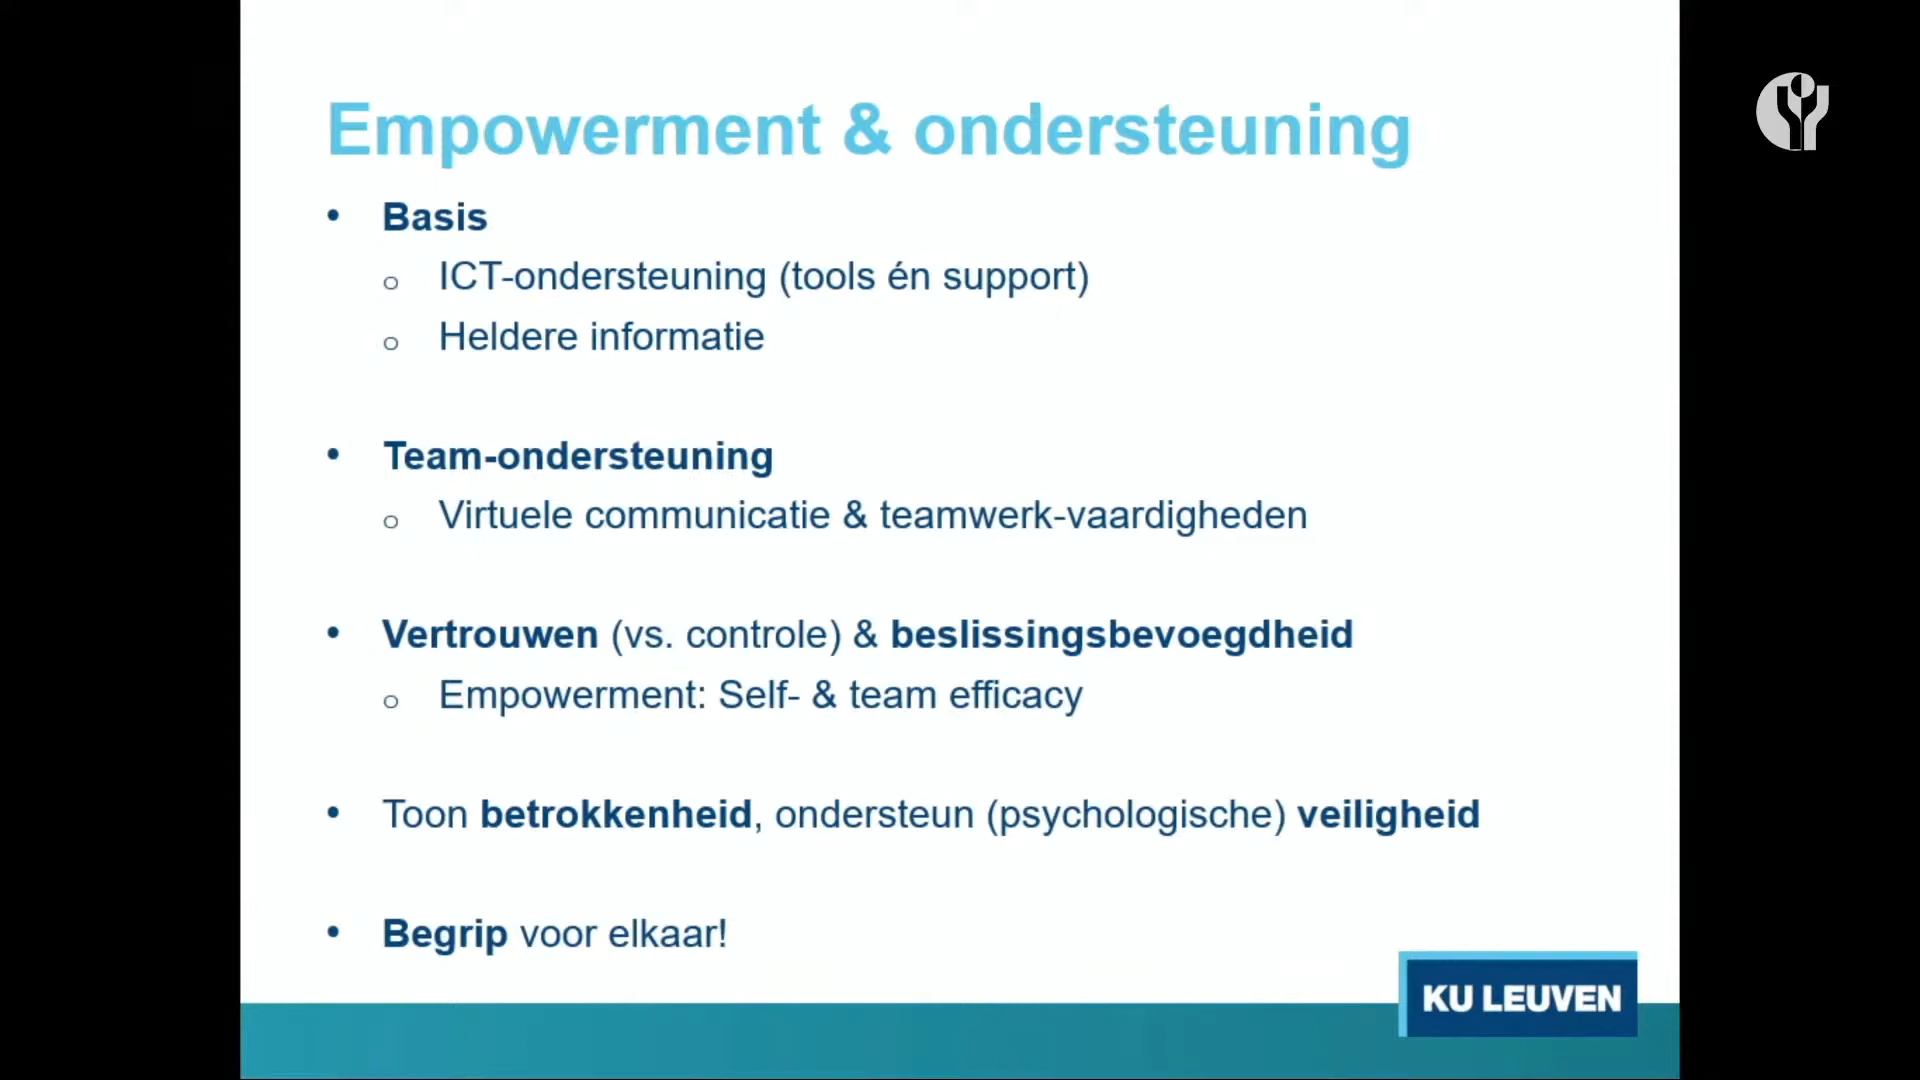 Empowerment & ondersteuning
• Basis
o ICT-ondersteuning (tools én support)
o Heldere informatie
• Team-ondersteuning
o Virtuele communicatie & teamwerk-vaardigheden
• Vertrouwen (vs. controle) & beslissingsbevoegdheid
o Empowerment: Self- & team efficacy
• Toon betrokkenheid, ondersteun (psychologische) veiligheid
• Begrip voor elkaar!
KU LEUVEN